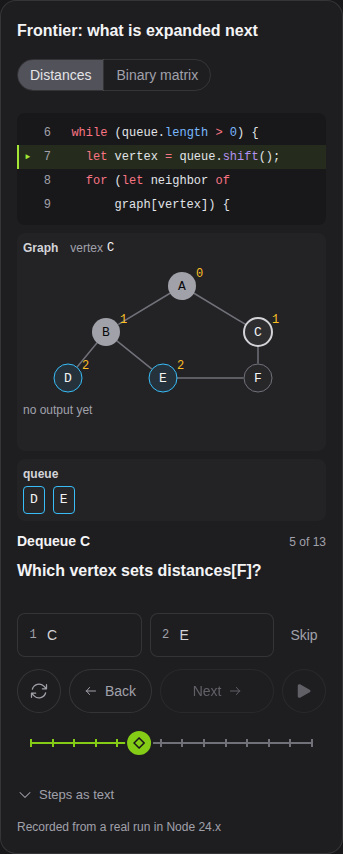 Frontier: what is expanded next
Distances Binary matrix
6 while (queue.length > 0) {
▸ 7 let vertex = queue.shift();
8 for (let neighbor of
9 graph[vertex]) {
Graph vertex C
A 0
B 1 C 1
D 2 E 2 F
no output yet
queue
D E
Dequeue C 5 of 13
Which vertex sets distances[F]?
1 C 2 E Skip
← Back Next →
Steps as text
Recorded from a real run in Node 24.x